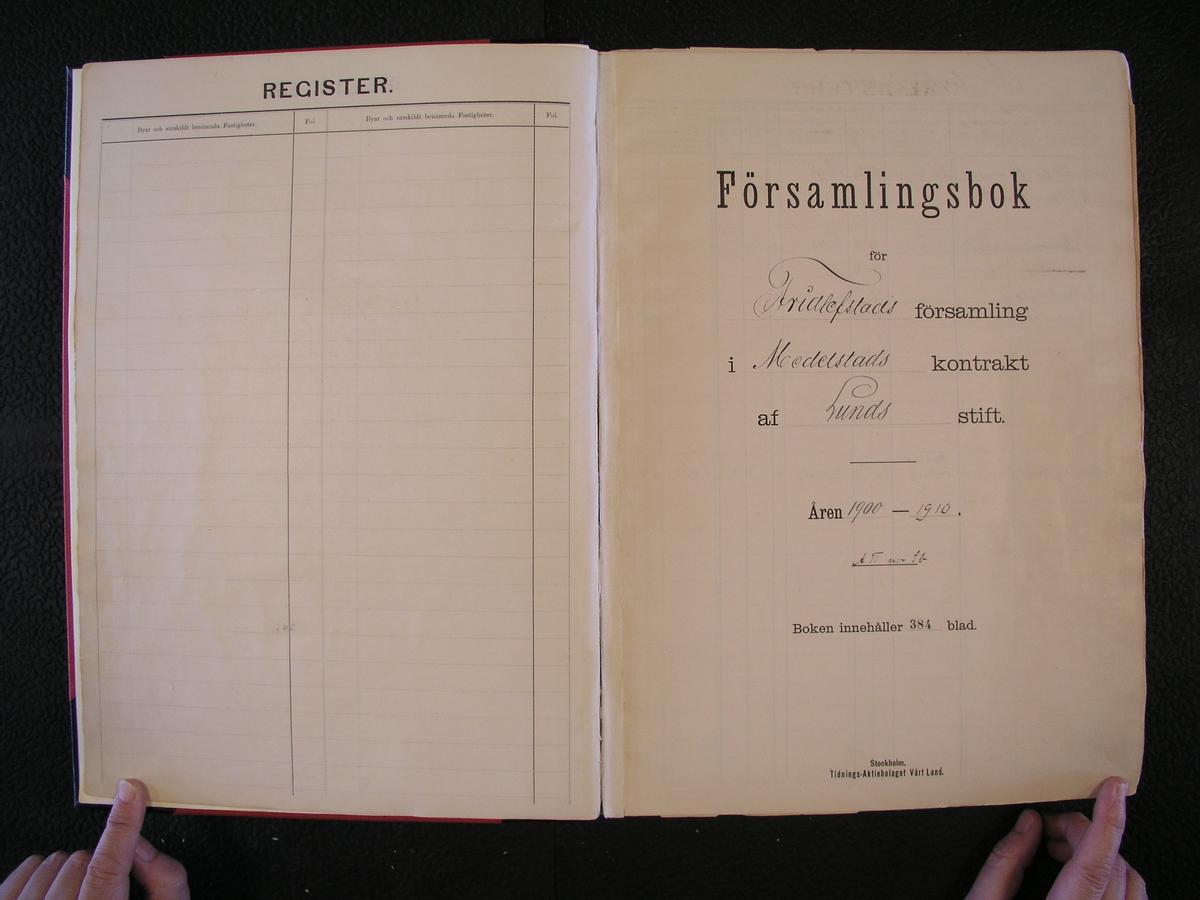 REGISTER.
Byar och särskildt benämnda Fastigheter. Fol. Byar och särskildt benämnda Fastigheter. Fol.
Församlingsbok
för
Fridlefstads församling
i Medelstads kontrakt
af Lunds stift.
Åren 1900 — 1910.
Boken innehåller 384 blad.
Stockholm.
Tidnings-Aktiebolaget Vårt Land.